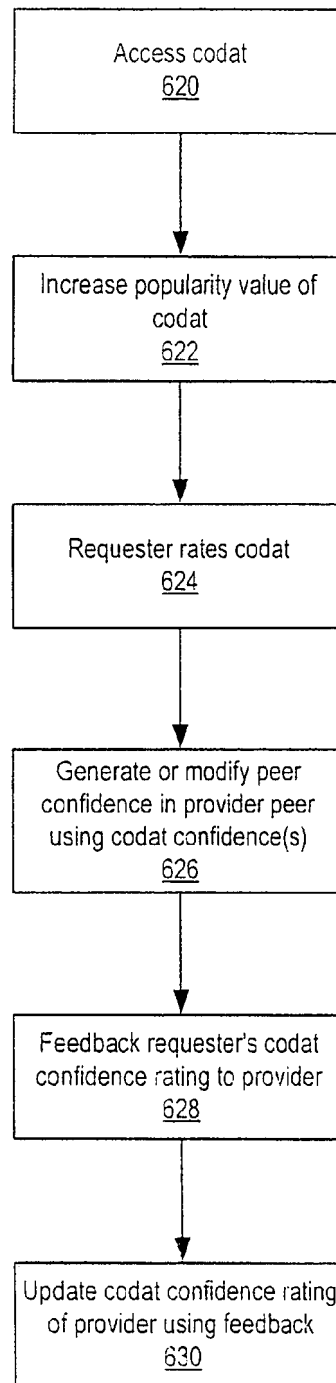 Access codat
620
Increase popularity value of
codat
622
Requester rates codat
624
Generate or modify peer
confidence in provider peer
using codat confidence(s)
626
Feedback requester's codat
confidence rating to provider
628
Update codat confidence rating
of provider using feedback
630